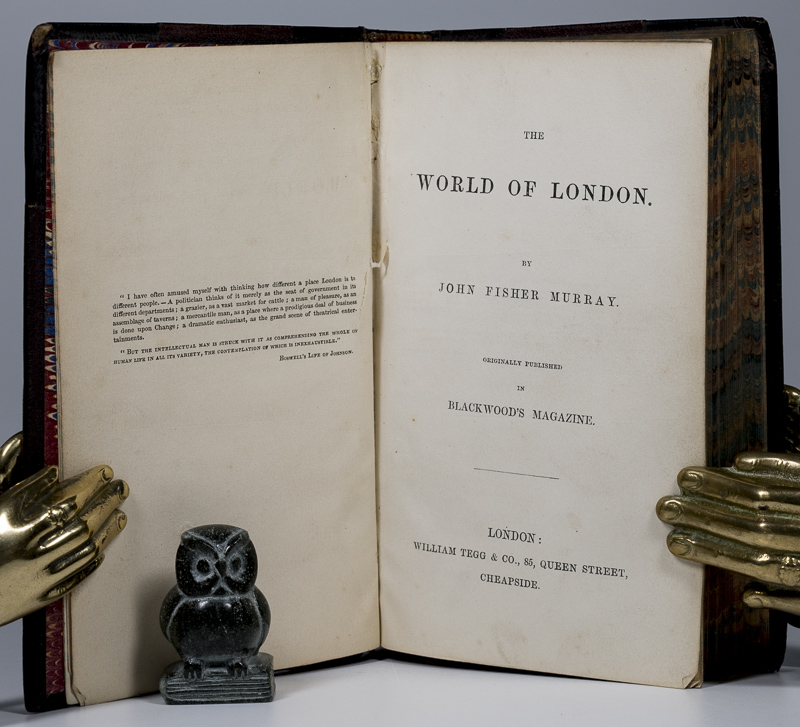 “ I have often amused myself with thinking how different a place London is to
different people. — A politician thinks of it merely as the seat of government in its
different departments ; a grazier, as a vast market for cattle ; a man of pleasure, as an
assemblage of taverns ; a mercantile man, as a place where a prodigious deal of business
is done upon Change ; a dramatic enthusiast, as the grand scene of theatrical enter-
tainments.
“ But the intellectual man is struck with it as comprehending the whole of
human life in all its variety, the contemplation of which is inexhaustible.”
Boswell's Life of Johnson.
THE
WORLD OF LONDON.
BY
JOHN FISHER MURRAY.
ORIGINALLY PUBLISHED
IN
BLACKWOOD'S MAGAZINE.
LONDON:
WILLIAM TEGG & CO., 85, QUEEN STREET,
CHEAPSIDE.